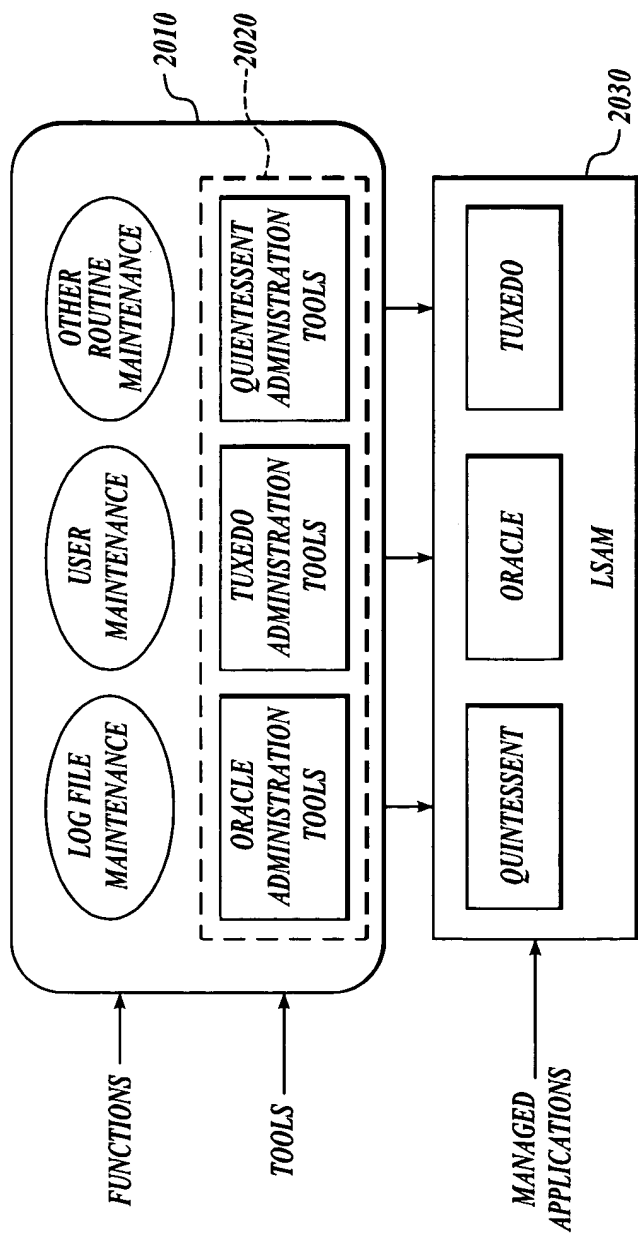 2010
2020
FUNCTIONS
LOG FILE
MAINTENANCE
USER
MAINTENANCE
OTHER
ROUTINE
MAINTENANCE
TOOLS
ORACLE
ADMINISTRATION
TOOLS
TUXEDO
ADMINISTRATION
TOOLS
QUIENTESSENT
ADMINISTRATION
TOOLS
2030
MANAGED
APPLICATIONS
QUINTESSENT
ORACLE
TUXEDO
LSAM